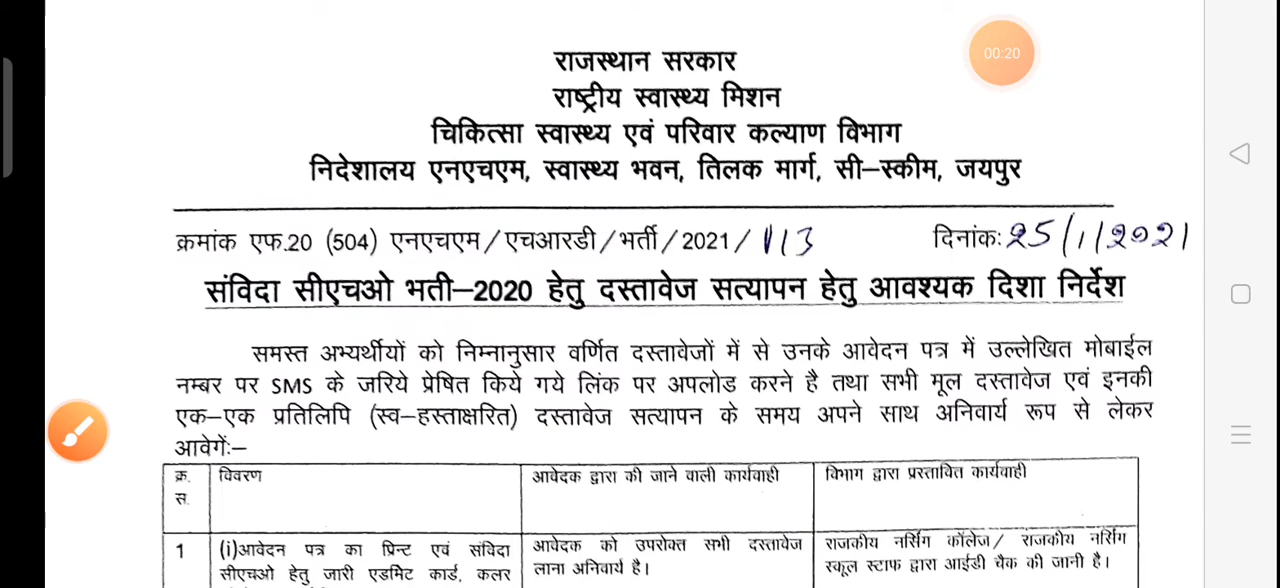 00:20
राजस्थान सरकार
राष्ट्रीय स्वास्थ्य मिशन
चिकित्सा स्वास्थ्य एवं परिवार कल्याण विभाग
निदेशालय एनएचएम, स्वास्थ्य भवन, तिलक मार्ग, सी–स्कीम, जयपुर
क्रमांक एफ.20 (504) एनएचएम/एचआरडी/भर्ती/2021/113 दिनांक: 25/1/2021
संविदा सीएचओ भर्ती–2020 हेतु दस्तावेज सत्यापन हेतु आवश्यक दिशा निर्देश
समस्त अभ्यर्थीयों को निम्नानुसार वर्णित दस्तावेजों में से उनके आवेदन पत्र में उल्लेखित मोबाईल
नम्बर पर SMS के जरिये प्रेषित किये गये लिंक पर अपलोड करने है तथा सभी मूल दस्तावेज एवं इनकी
एक–एक प्रतिलिपि (स्व–हस्ताक्षरित) दस्तावेज सत्यापन के समय अपने साथ अनिवार्य रूप से लेकर
आवेगें:–
क्र. विवरण आवेदक द्वारा की जाने वाली कार्यवाही विभाग द्वारा प्रस्तावित कार्यवाही
स.
1 (i)आवेदन पत्र का प्रिन्ट एवं संविदा आवेदक को उपरोक्त सभी दस्तावेज राजकीय नर्सिंग कॉलेज/ राजकीय नर्सिंग
सीएचओ हेतु जारी एडमिट कार्ड, कलर लाना अनिवार्य है। स्कूल स्टाफ द्वारा आईडी चैक की जानी है।